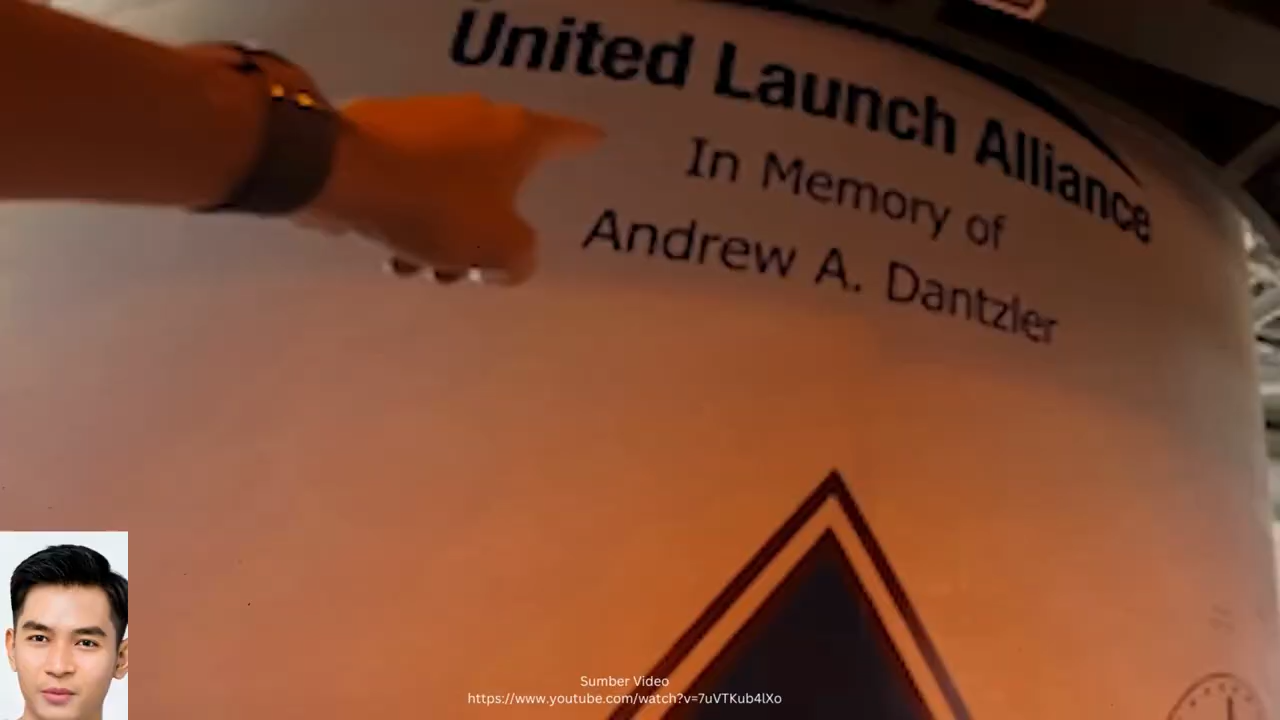 United Launch Alliance
In Memory of
Andrew A. Dantzler
Sumber Video
https://www.youtube.com/watch?v=7uVTKub4lXo